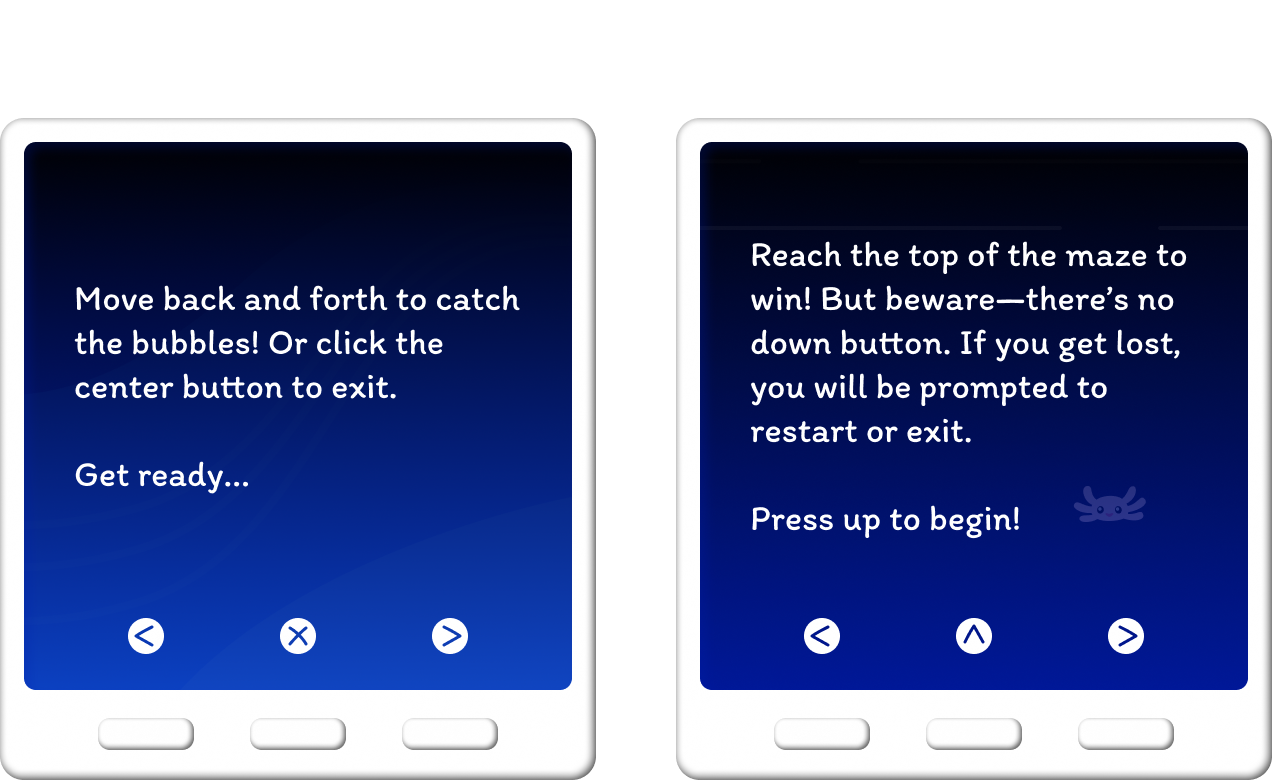 Move back and forth to catch
the bubbles! Or click the
center button to exit.
Get ready...
Reach the top of the maze to
win! But beware—there’s no
down button. If you get lost,
you will be prompted to
restart or exit.
Press up to begin!